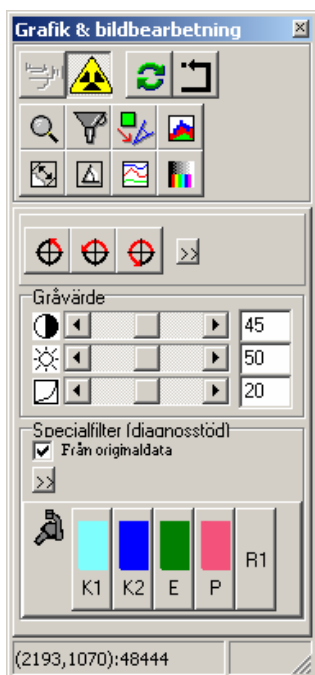 Grafik & bildbearbetning
>>
Gråvärde
45
50
20
Specialfilter (diagnosstöd)
Från originaldata
>>
K1 K2 E P R1
(2193,1070):48444